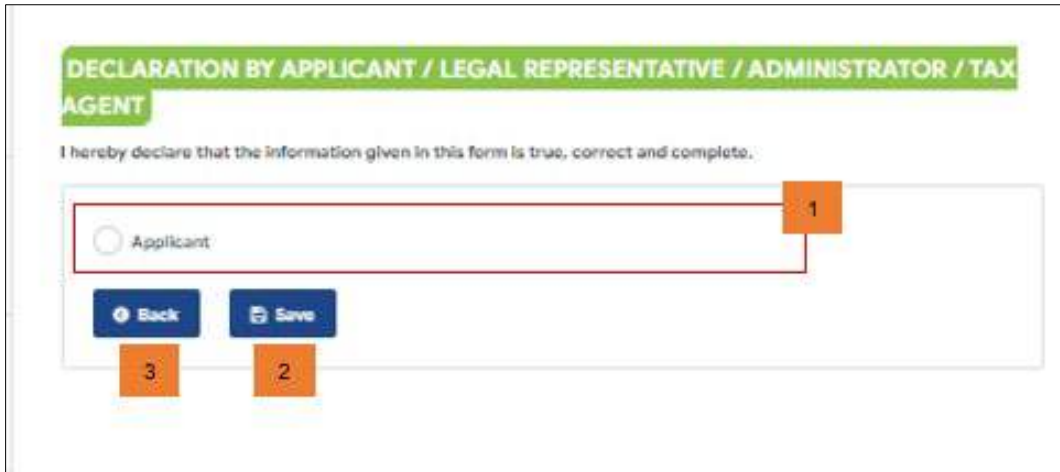 DECLARATION BY APPLICANT / LEGAL REPRESENTATIVE / ADMINISTRATOR / TAX
AGENT
I hereby declare that the information given in this form is true, correct and complete.
1
Applicant
Back Save
3 2